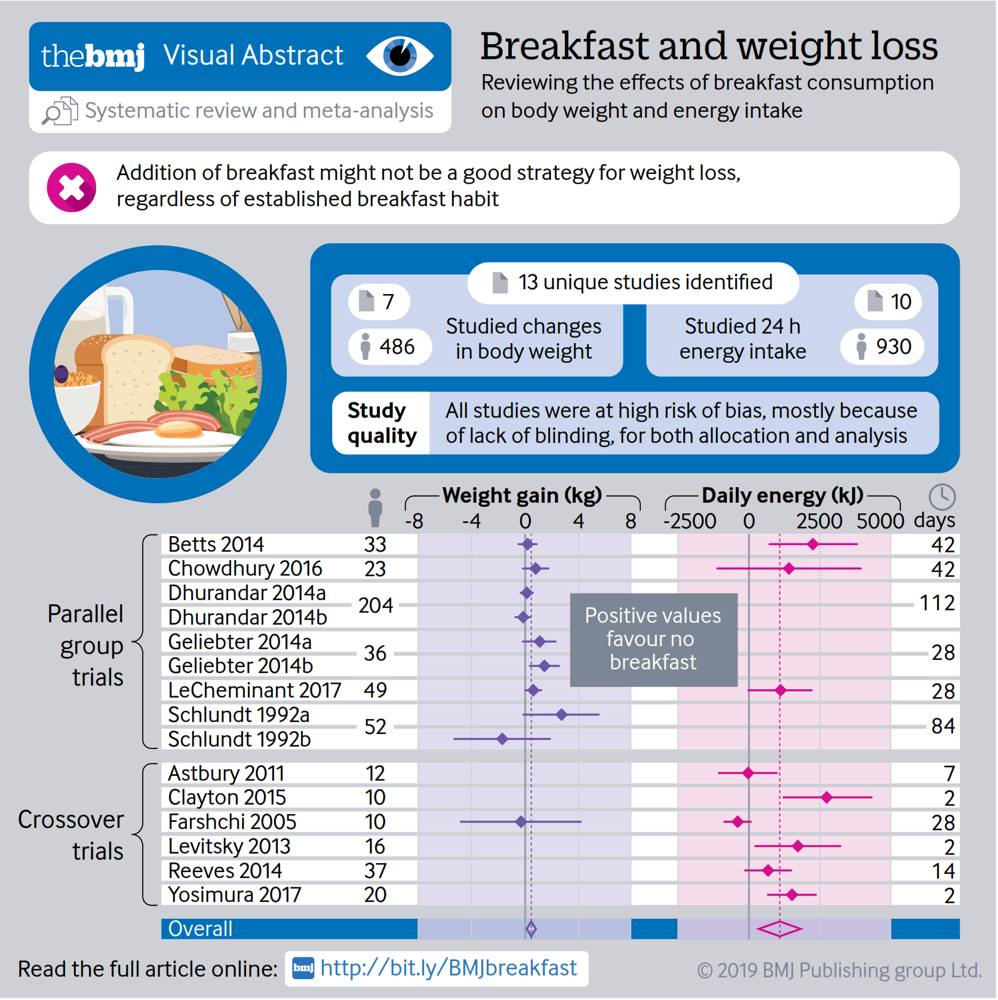 thebmj Visual Abstract
Systematic review and meta-analysis
Breakfast and weight loss
Reviewing the effects of breakfast consumption
on body weight and energy intake
Addition of breakfast might not be a good strategy for weight loss,
regardless of established breakfast habit
13 unique studies identified
7
486
Studied changes
in body weight
Studied 24 h
energy intake
10
930
Study
quality
All studies were at high risk of bias, mostly because
of lack of blinding, for both allocation and analysis
Weight gain (kg)
Daily energy (kJ)
-8 -4 0 4 8 -2500 0 2500 5000 days
Parallel
group
trials
Betts 2014 33 42
Chowdhury 2016 23 42
Dhurandar 2014a
204 112
Dhurandar 2014b
Geliebter 2014a
36 28
Geliebter 2014b
LeCheminant 2017 49 28
Schlundt 1992a
52 84
Schlundt 1992b
Positive values
favour no
breakfast
Crossover
trials
Astbury 2011 12 7
Clayton 2015 10 2
Farshchi 2005 10 28
Levitsky 2013 16 2
Reeves 2014 37 14
Yosimura 2017 20 2
Overall
Read the full article online: bmj http://bit.ly/BMJbreakfast
© 2019 BMJ Publishing group Ltd.